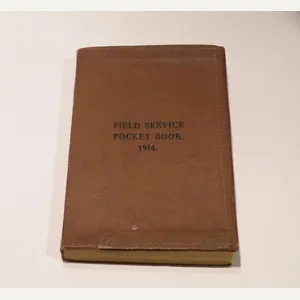 FIELD SERVICE
POCKET BOOK.
1914.